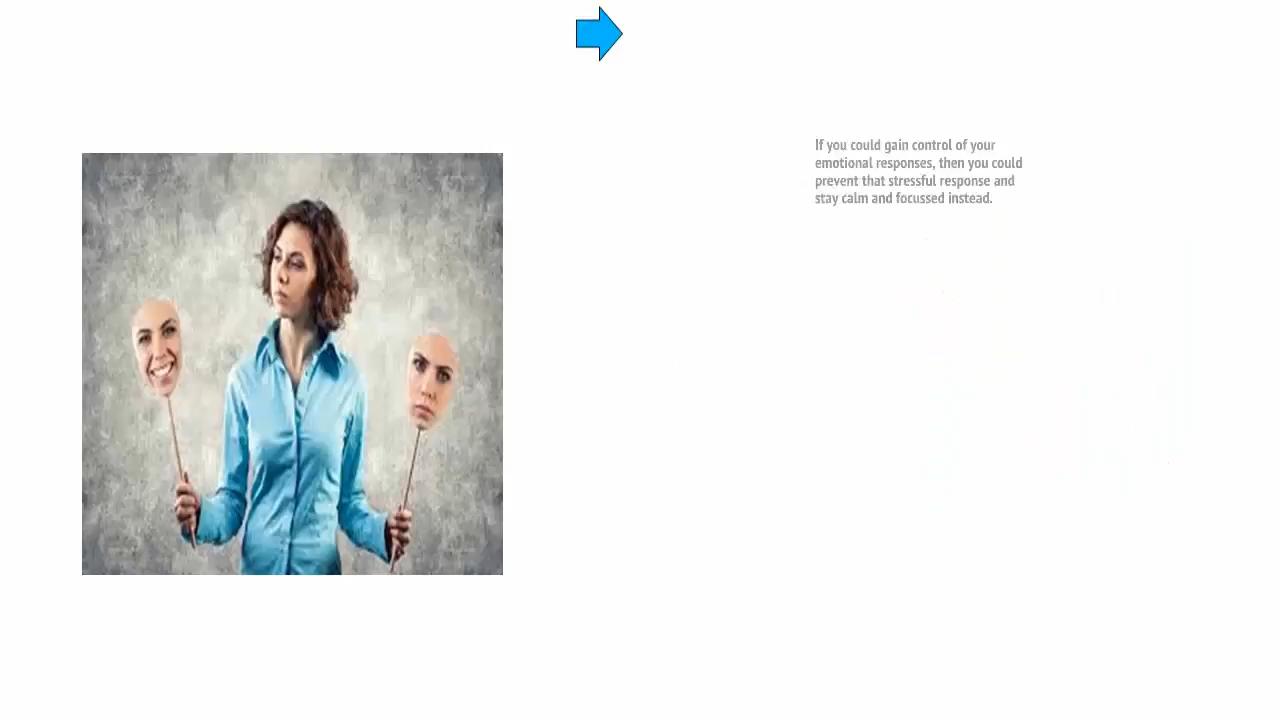 If you could gain control of your
emotional responses, then you could
prevent that stressful response and
stay calm and focussed instead.